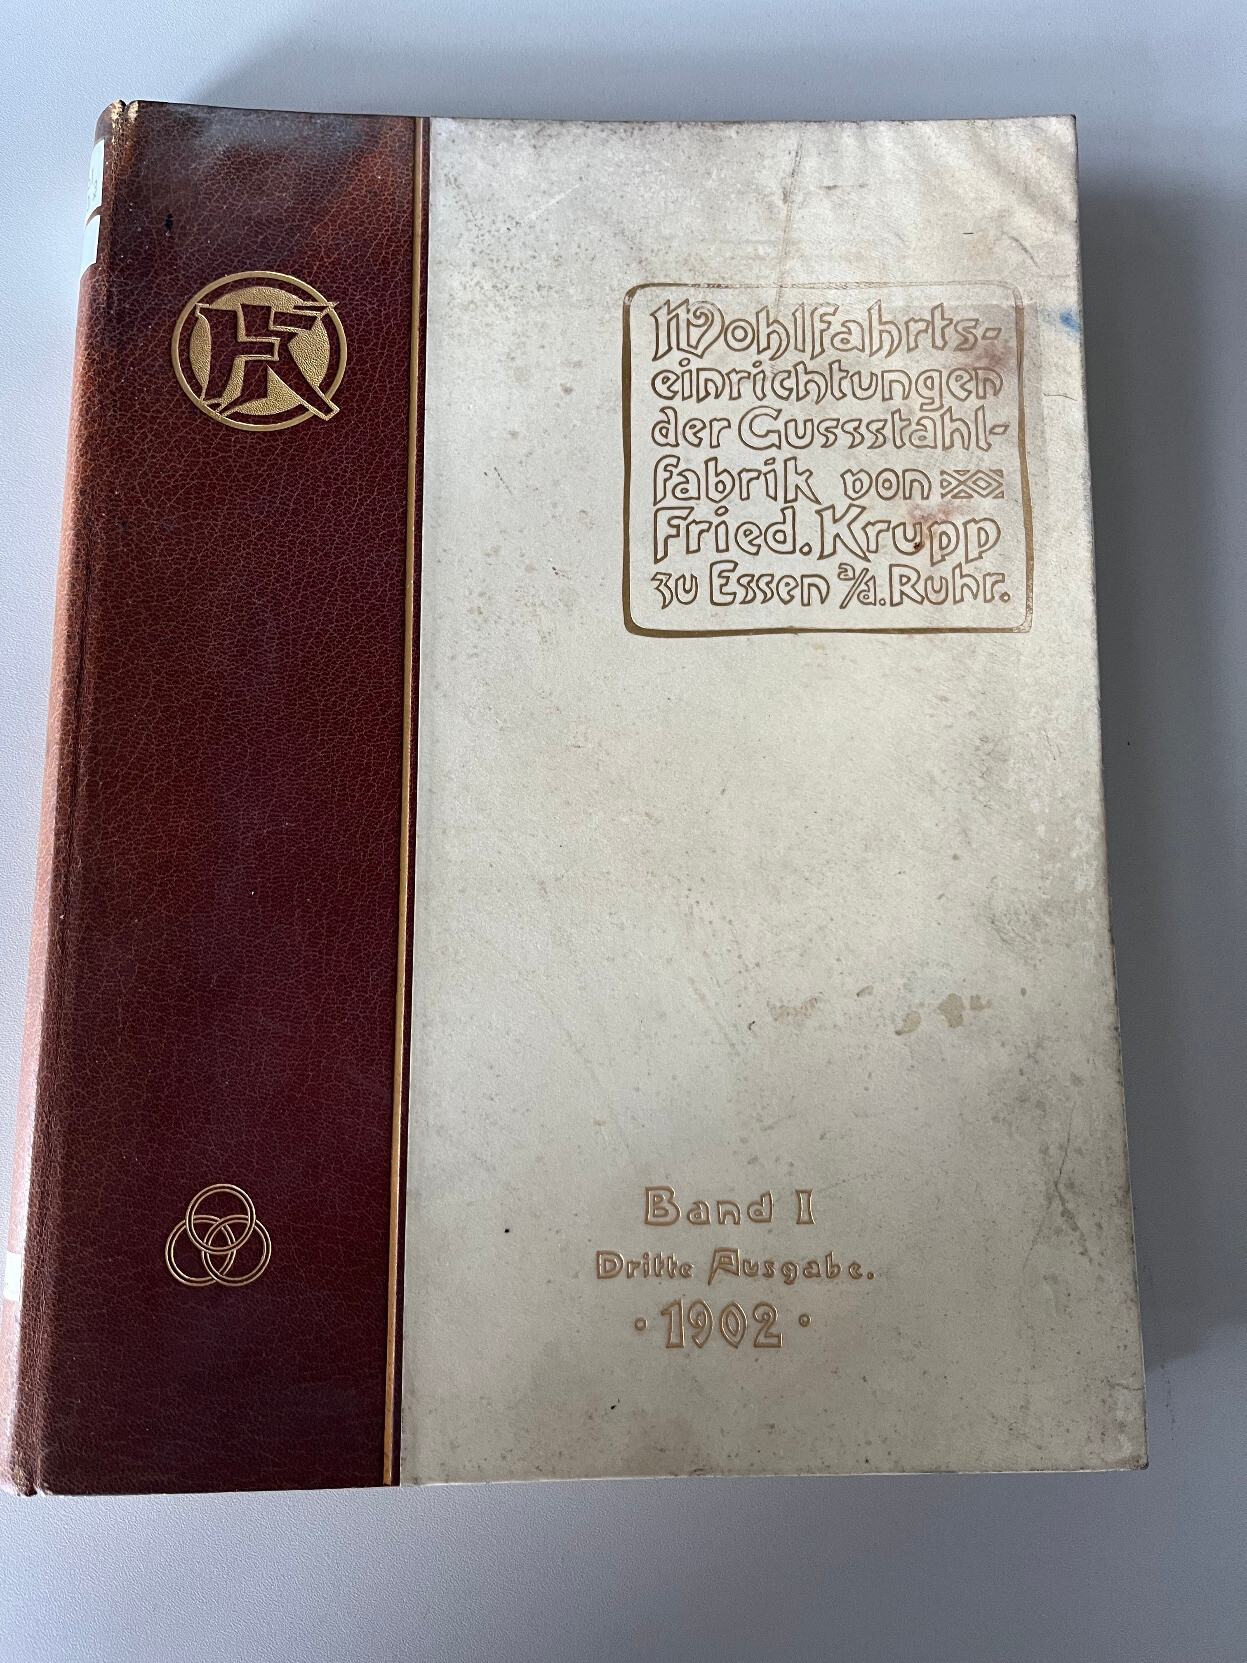 Wohlfahrts-
einrichtungen
der Gussstahl-
fabrik von
Fried. Krupp
zu Essen a/d. Ruhr.
Band I
Dritte Ausgabe.
· 1902 ·